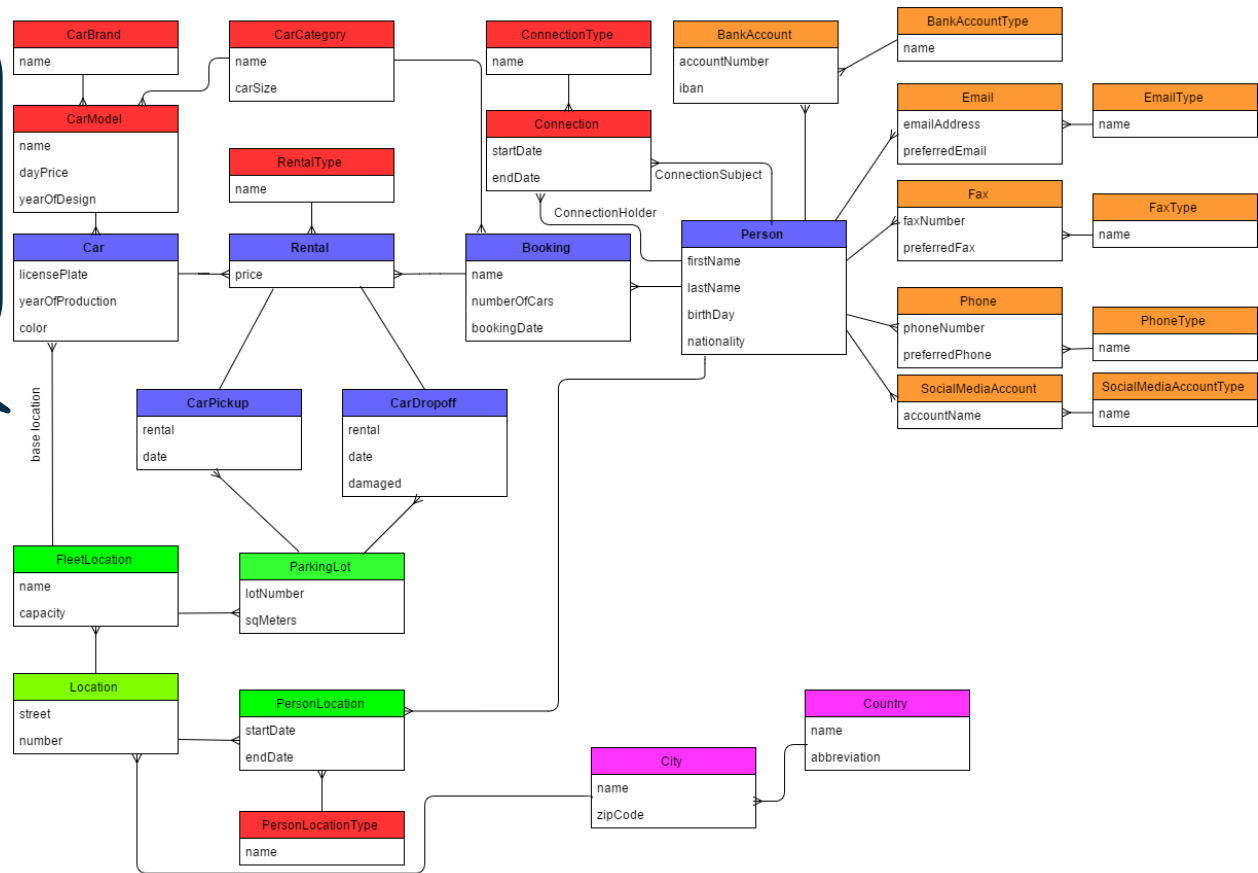 CarBrand
name
CarCategory
name
carSize
ConnectionType
name
BankAccount
accountNumber
iban
BankAccountType
name
CarModel
name
dayPrice
yearOfDesign
RentalType
name
Connection
startDate
endDate
ConnectionSubject
ConnectionHolder
Email
emailAddress
preferredEmail
EmailType
name
Fax
faxNumber
preferredFax
FaxType
name
Car
licensePlate
yearOfProduction
color
Rental
price
Booking
name
numberOfCars
bookingDate
Person
firstName
lastName
birthDay
nationality
Phone
phoneNumber
preferredPhone
PhoneType
name
SocialMediaAccount
accountName
SocialMediaAccountType
name
base location
CarPickup
rental
date
CarDropoff
rental
date
damaged
FleetLocation
name
capacity
ParkingLot
lotNumber
sqMeters
Location
street
number
PersonLocation
startDate
endDate
PersonLocationType
name
City
name
zipCode
Country
name
abbreviation